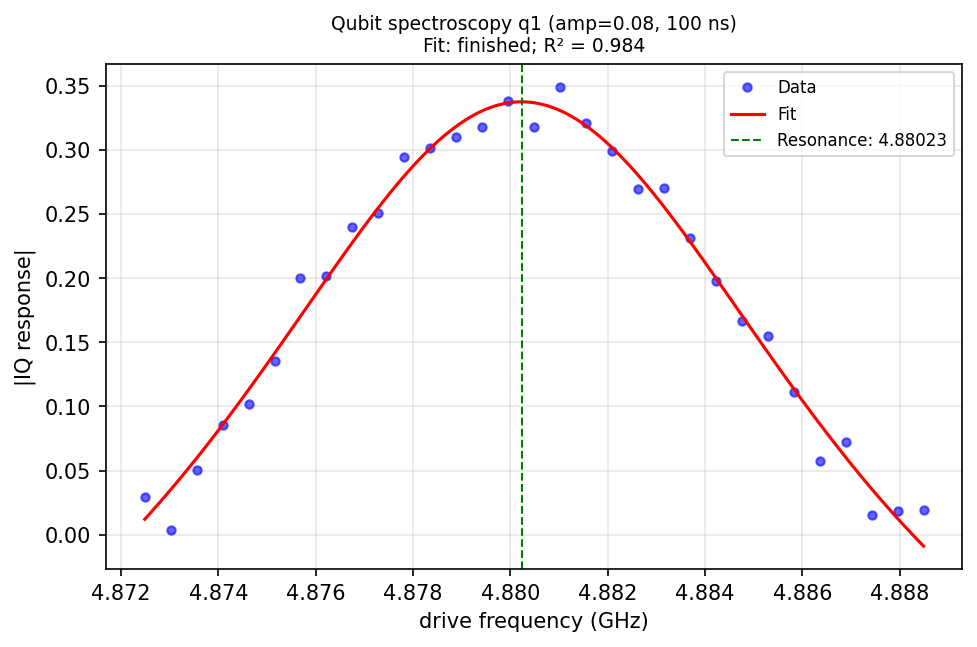 Qubit spectroscopy q1 (amp=0.08, 100 ns)
Fit: finished; R² = 0.984
Data
Fit
Resonance: 4.88023
|IQ response|
0.35
0.30
0.25
0.20
0.15
0.10
0.05
0.00
4.872 4.874 4.876 4.878 4.880 4.882 4.884 4.886 4.888
drive frequency (GHz)